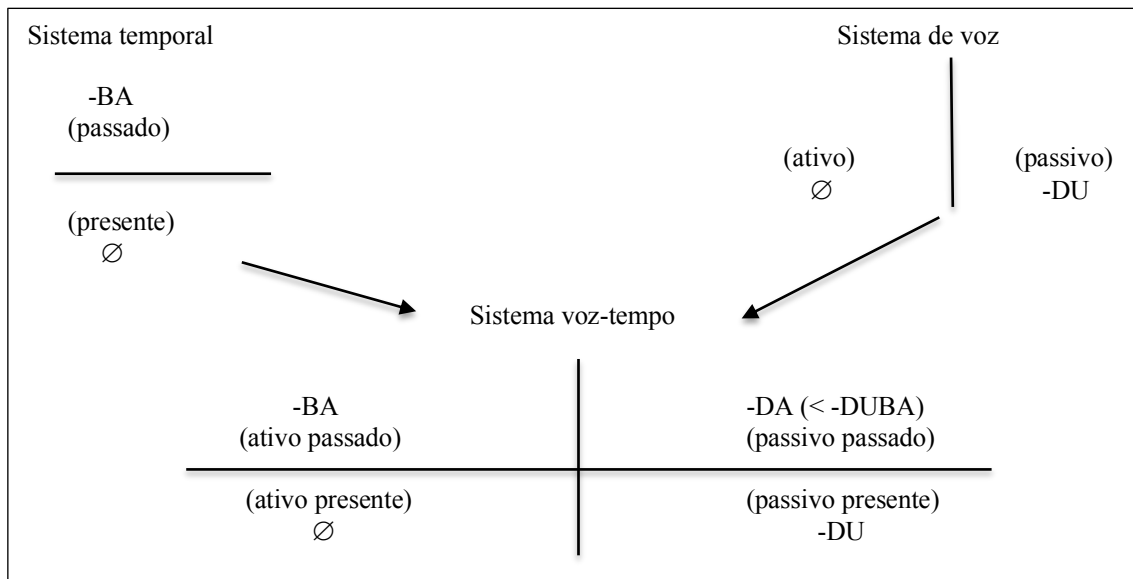 Sistema temporal
Sistema de voz
-BA
(passado)
(ativo)
∅
(passivo)
-DU
(presente)
∅
Sistema voz-tempo
-BA
(ativo passado)
-DA (< -DUBA)
(passivo passado)
(ativo presente)
∅
(passivo presente)
-DU